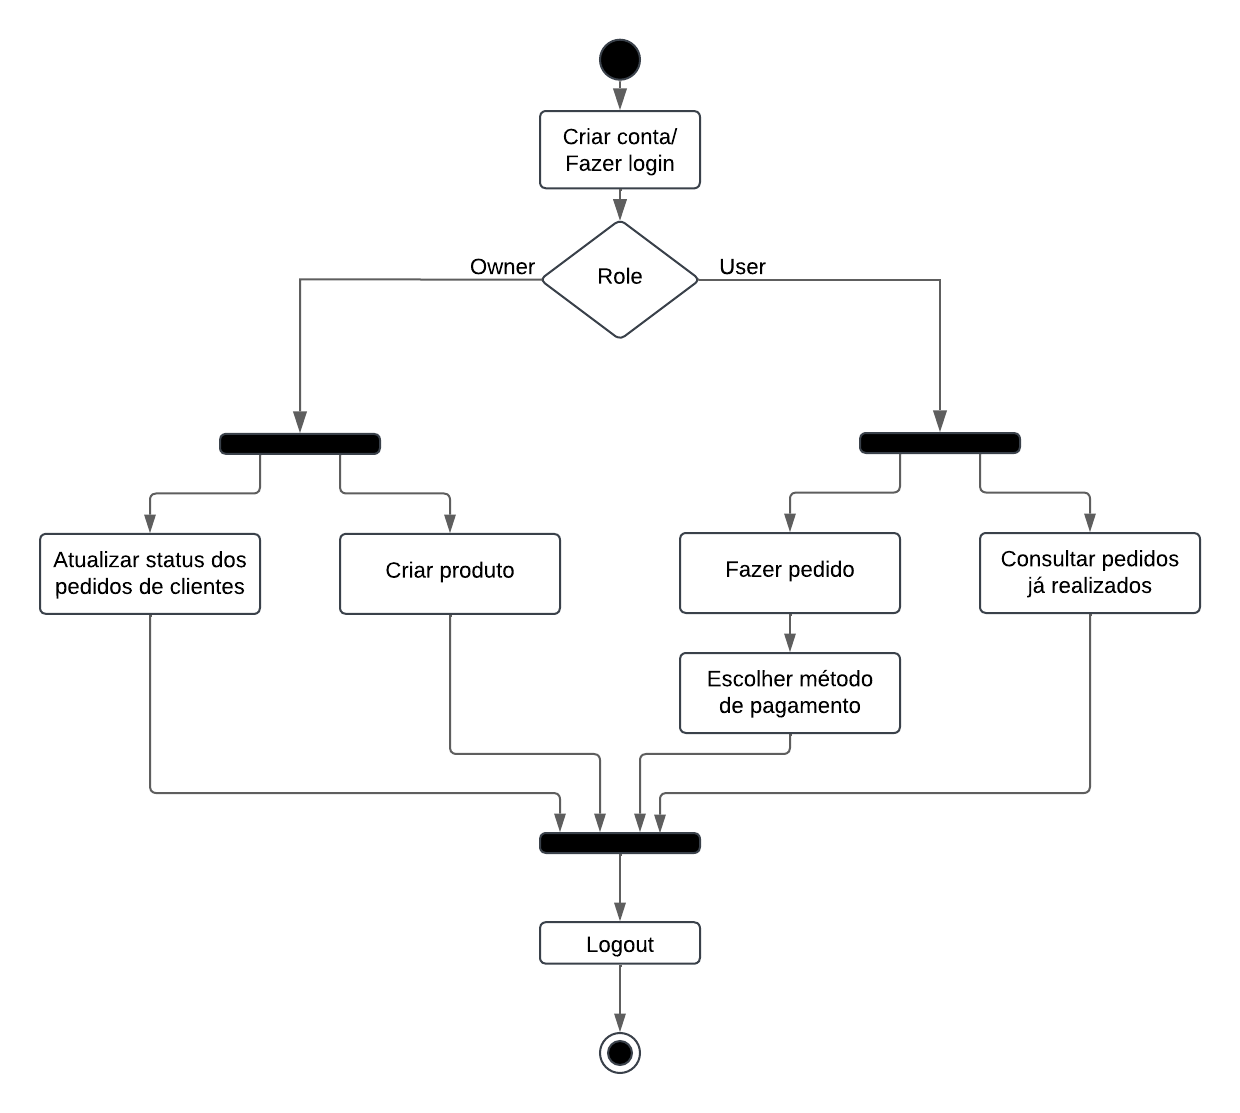 Criar conta/
Fazer login
Owner
Role
User
Atualizar status dos
pedidos de clientes
Criar produto
Fazer pedido
Consultar pedidos
já realizados
Escolher método
de pagamento
Logout